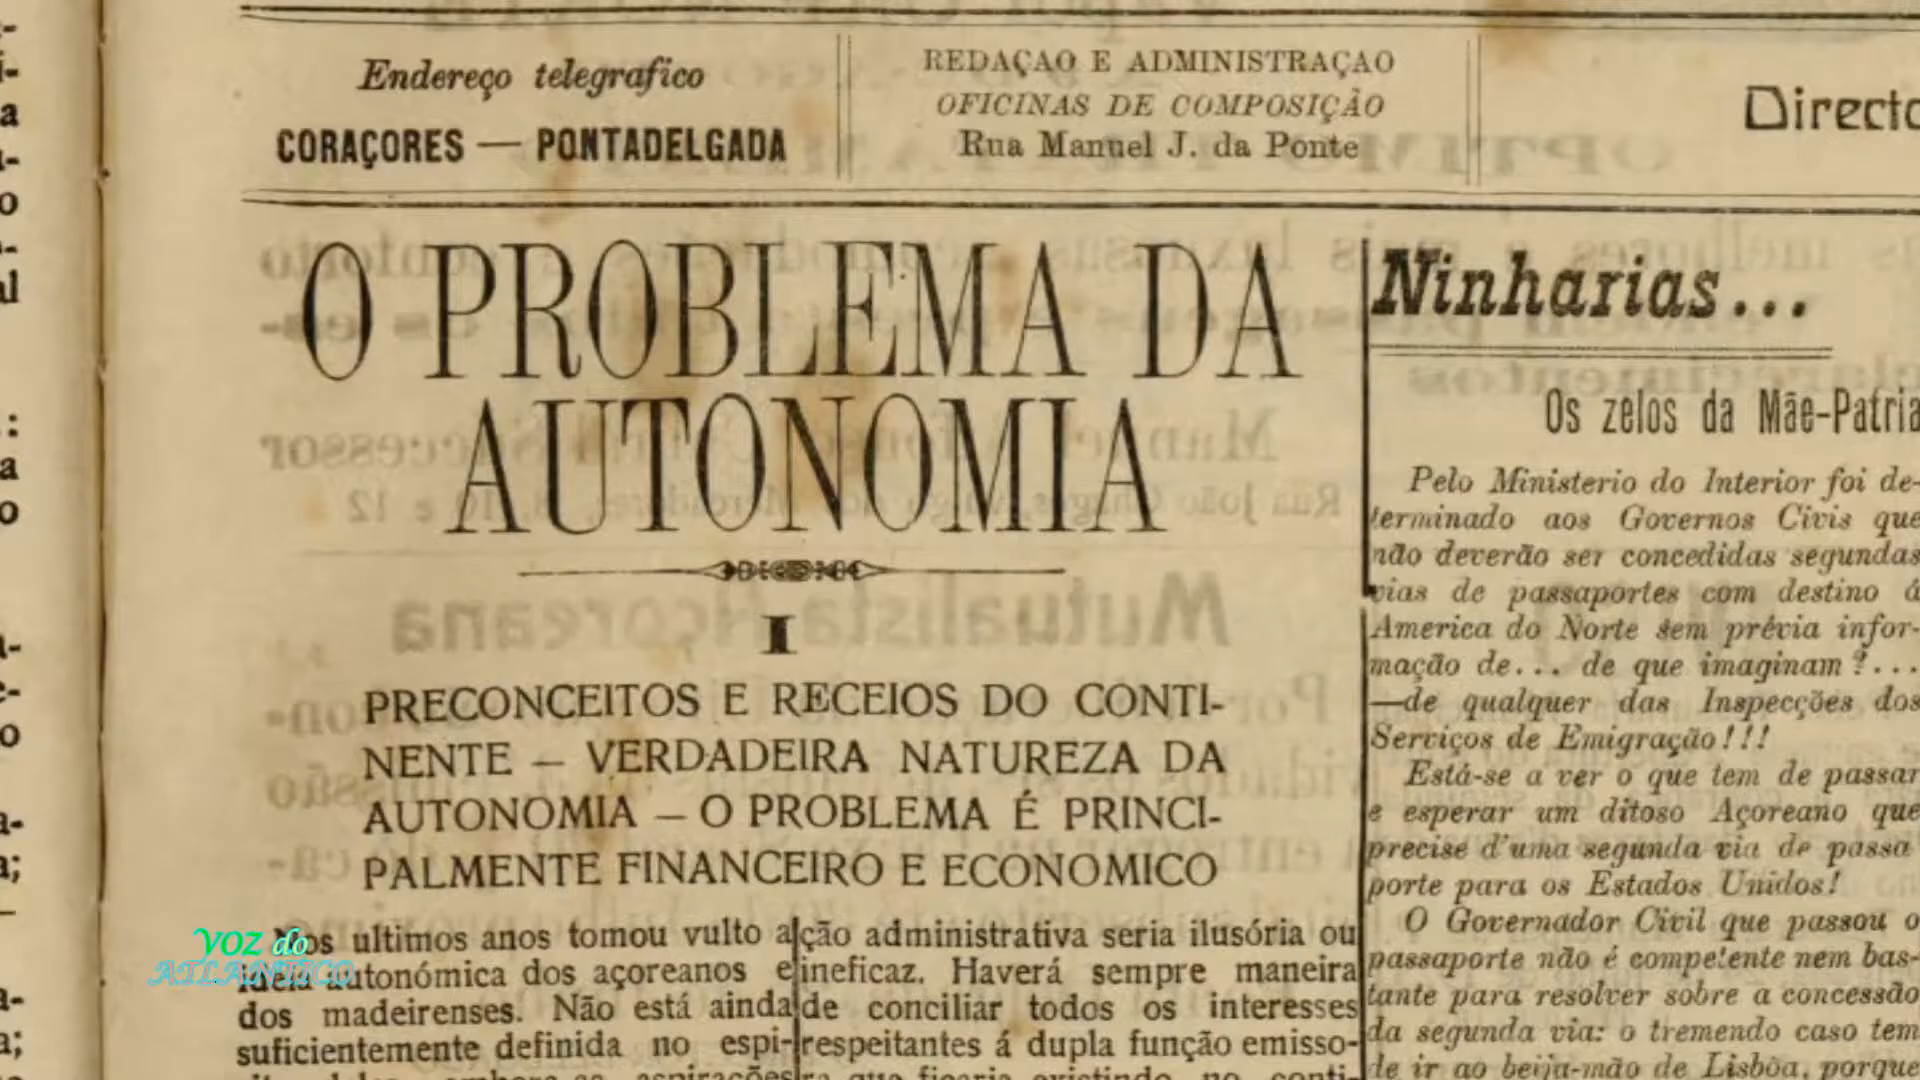 Endereço telegrafico
CORAÇORES — PONTADELGADA
REDAÇAO E ADMINISTRAÇAO
OFICINAS DE COMPOSIÇÃO
Rua Manuel J. da Ponte
Directo
O PROBLEMA DA
AUTONOMIA
I
PRECONCEITOS E RECEIOS DO CONTI-
NENTE — VERDADEIRA NATUREZA DA
AUTONOMIA — O PROBLEMA É PRINCI-
PALMENTE FINANCEIRO E ECONOMICO
Nos ultimos anos tomou vulto a
ideia autonómica dos açoreanos e
dos madeirenses. Não está ainda
suficientemente definida no espi-
ção administrativa seria ilusória ou
ineficaz. Haverá sempre maneira
de conciliar todos os interesses
respeitantes á dupla função emisso-
Ninharias...
Os zelos da Mãe-Patria
Pelo Ministerio do Interior foi de-
terminado aos Governos Civis que
não deverão ser concedidas segundas
vias de passaportes com destino á
America do Norte sem prévia infor-
mação de... de que imaginam?...
—de qualquer das Inspecções dos
Serviços de Emigração!!!
Está-se a ver o que tem de passar
e esperar um ditoso Açoreano que
precise d'uma segunda via de passa
porte para os Estados Unidos!
O Governador Civil que passou o
passaporte não é competente nem bas-
tante para resolver sobre a concessão
da segunda via: o tremendo caso tem
de ir ao beija-mão de Lisbôa, porque
VOZ do
ATLANTICO